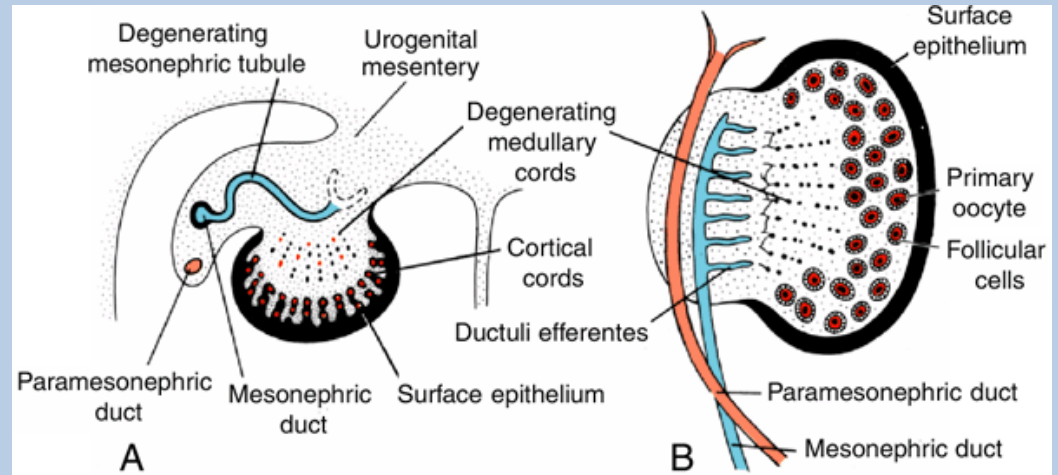 Degenerating
mesonephric tubule
Urogenital
mesentery
Degenerating
medullary
cords
Cortical
cords
Ductuli efferentes
Paramesonephric
duct
Mesonephric
duct
Surface epithelium
A
Surface
epithelium
Primary
oocyte
Follicular
cells
Paramesonephric duct
Mesonephric duct
B